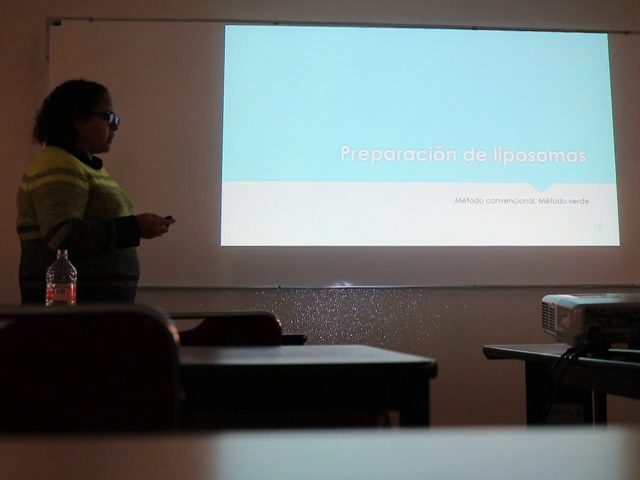 Preparación de liposomas
Método convencional, Método verde